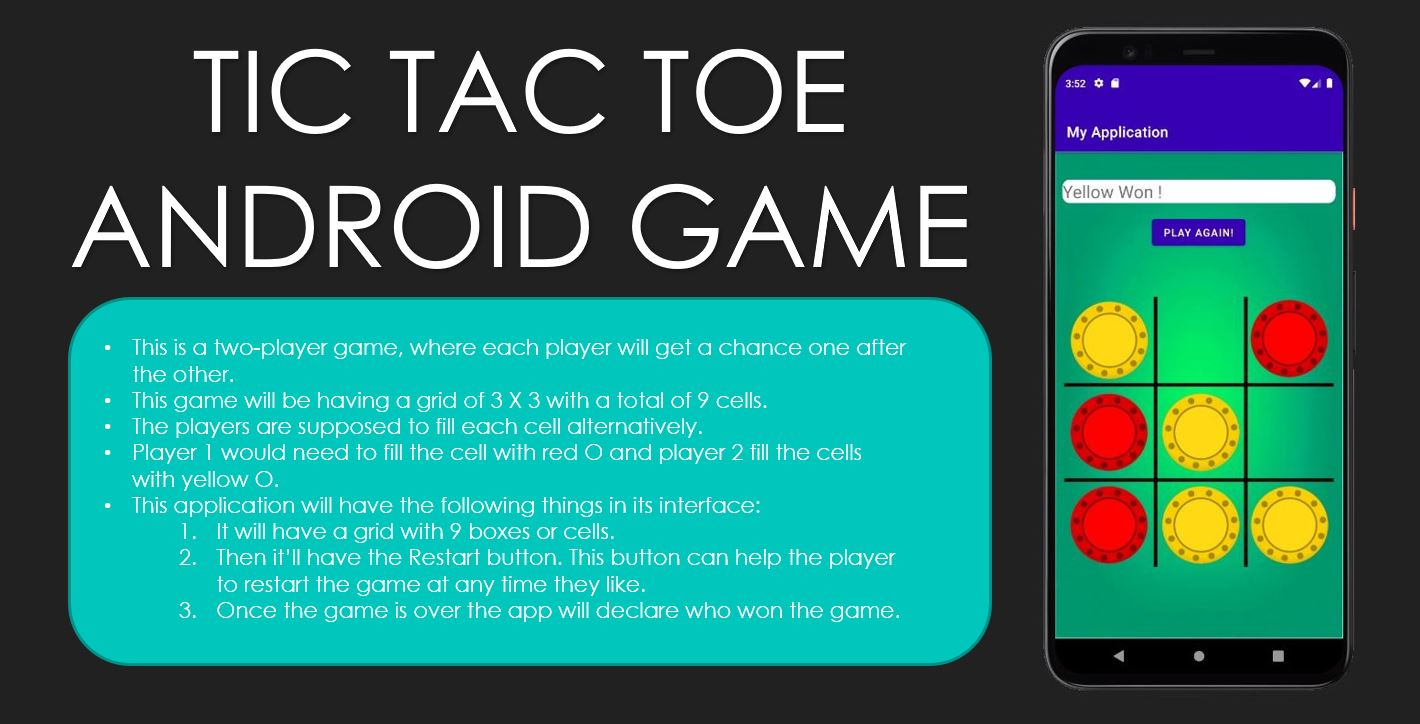 TIC TAC TOE
ANDROID GAME
• This is a two-player game, where each player will get a chance one after
the other.
• This game will be having a grid of 3 X 3 with a total of 9 cells.
• The players are supposed to fill each cell alternatively.
• Player 1 would need to fill the cell with red O and player 2 fill the cells
with yellow O.
• This application will have the following things in its interface:
1. It will have a grid with 9 boxes or cells.
2. Then it'll have the Restart button. This button can help the player
to restart the game at any time they like.
3. Once the game is over the app will declare who won the game.
3:52
My Application
Yellow Won !
PLAY AGAIN!